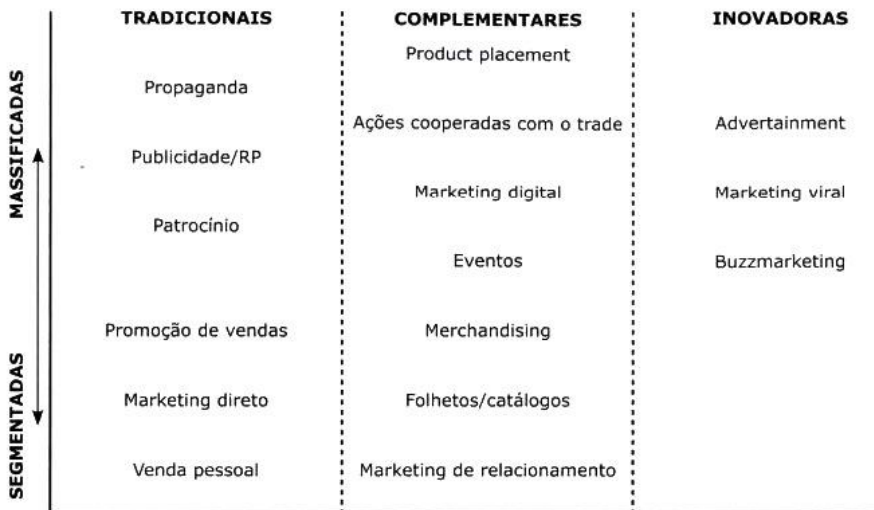 TRADICIONAIS COMPLEMENTARES INOVADORAS
Product placement
Propaganda
Ações cooperadas com o trade Advertainment
Publicidade/RP
Marketing digital Marketing viral
Patrocínio
Eventos Buzzmarketing
Promoção de vendas Merchandising
Marketing direto Folhetos/catálogos
Venda pessoal Marketing de relacionamento
MASSIFICADAS
SEGMENTADAS